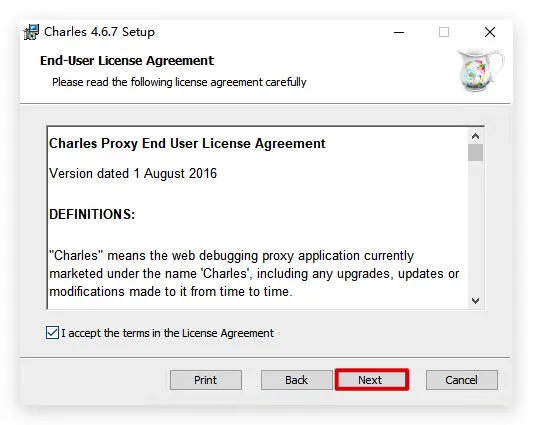 Charles 4.6.7 Setup
End-User License Agreement
Please read the following license agreement carefully
Charles Proxy End User License Agreement
Version dated 1 August 2016
DEFINITIONS:
"Charles" means the web debugging proxy application currently
marketed under the name 'Charles', including any upgrades, updates or
modifications made to it from time to time.
I accept the terms in the License Agreement
Print Back Next Cancel